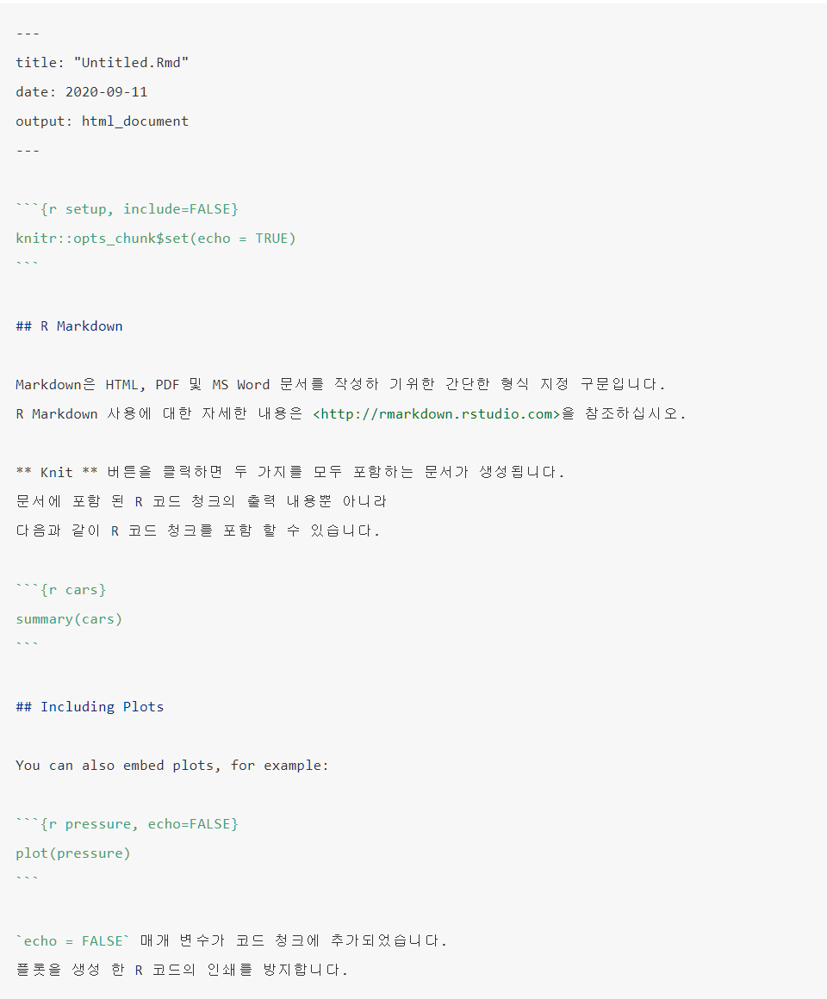 ---
title: "Untitled.Rmd"
date: 2020-09-11
output: html_document
---
```{r setup, include=FALSE}
knitr::opts_chunk$set(echo = TRUE)
```
## R Markdown
Markdown은 HTML, PDF 및 MS Word 문서를 작성하 기위한 간단한 형식 지정 구문입니다.
R Markdown 사용에 대한 자세한 내용은 <http://rmarkdown.rstudio.com>을 참조하십시오.
** Knit ** 버튼을 클릭하면 두 가지를 모두 포함하는 문서가 생성됩니다.
문서에 포함 된 R 코드 청크의 출력 내용뿐 아니라
다음과 같이 R 코드 청크를 포함 할 수 있습니다.
```{r cars}
summary(cars)
```
## Including Plots
You can also embed plots, for example:
```{r pressure, echo=FALSE}
plot(pressure)
```
`echo = FALSE` 매개 변수가 코드 청크에 추가되었습니다.
플롯을 생성 한 R 코드의 인쇄를 방지합니다.